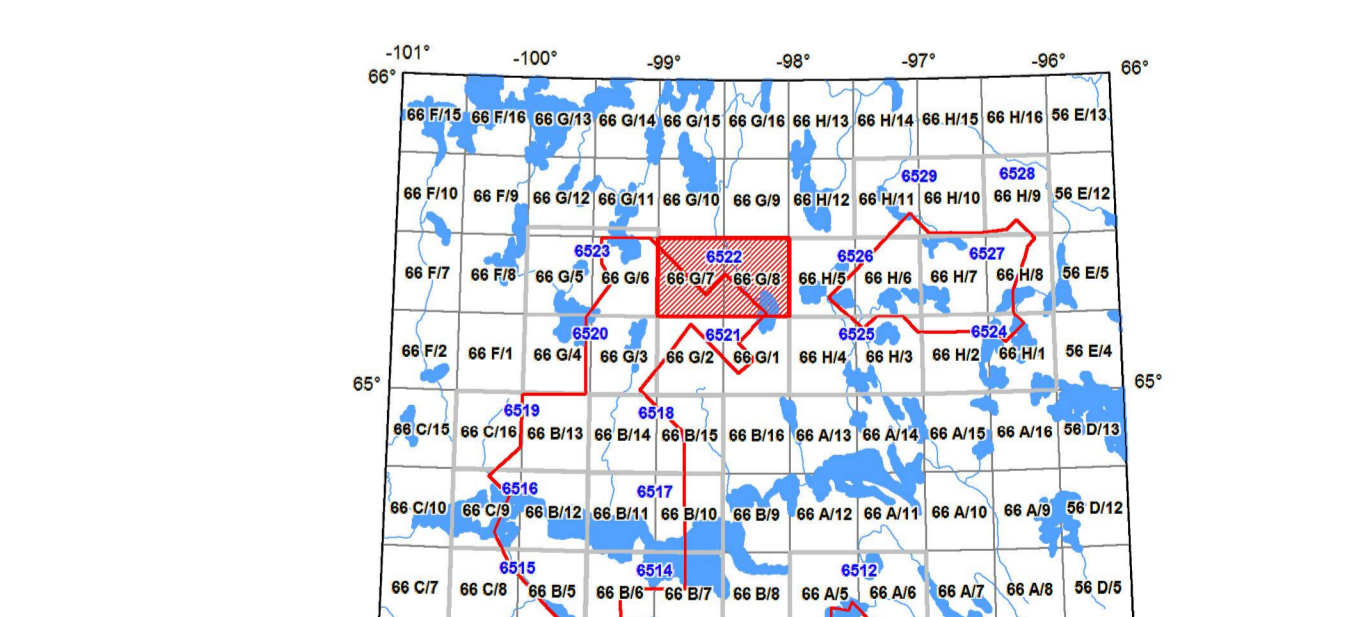 -101° -100° -99° -98° -97° -96°
66° 66°
66 F/15 66 F/16 66 G/13 66 G/14 66 G/15 66 G/16 66 H/13 66 H/14 66 H/15 66 H/16 56 E/13
6529 6528
66 F/10 66 F/9 66 G/12 66 G/11 66 G/10 66 G/9 66 H/12 66 H/11 66 H/10 66 H/9 56 E/12
6523 6522 6526 6527
66 F/7 66 F/8 66 G/5 66 G/6 66 G/7 66 G/8 66 H/5 66 H/6 66 H/7 66 H/8 56 E/5
6520 6521 6525 6524
66 F/2 66 F/1 66 G/4 66 G/3 66 G/2 66 G/1 66 H/4 66 H/3 66 H/2 66 H/1 56 E/4
65° 65°
6519 6518
66 C/15 66 C/16 66 B/13 66 B/14 66 B/15 66 B/16 66 A/13 66 A/14 66 A/15 66 A/16 56 D/13
6516 6517
66 C/10 66 C/9 66 B/12 66 B/11 66 B/10 66 B/9 66 A/12 66 A/11 66 A/10 66 A/9 56 D/12
6515 6514 6512
66 C/7 66 C/8 66 B/5 66 B/6 66 B/7 66 B/8 66 A/5 66 A/6 66 A/7 66 A/8 56 D/5